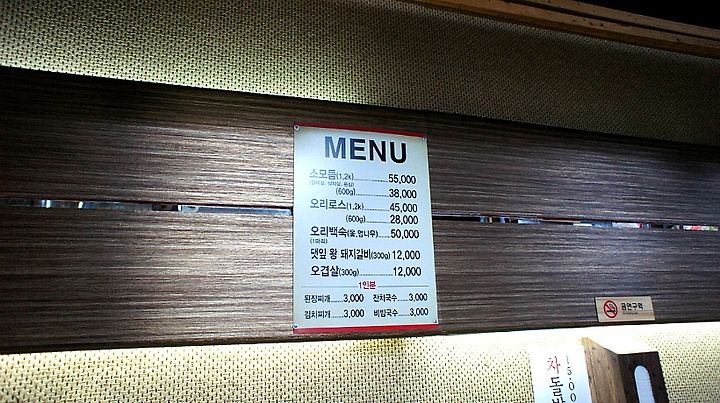 MENU
소모듬(1,2k)..............55,000
(600g)..............38,000
오리로스(1,2k)...........45,000
(600g)...........28,000
오리백숙(옻,엄나무)......50,000
(1마리)
댓잎 왕 돼지갈비(300g) 12,000
오겹살(300g)..............12,000
1인분
된장찌개......3,000 잔치국수....3,000
김치찌개......3,000 비빔국수....3,000
금연구역
차돌
1500